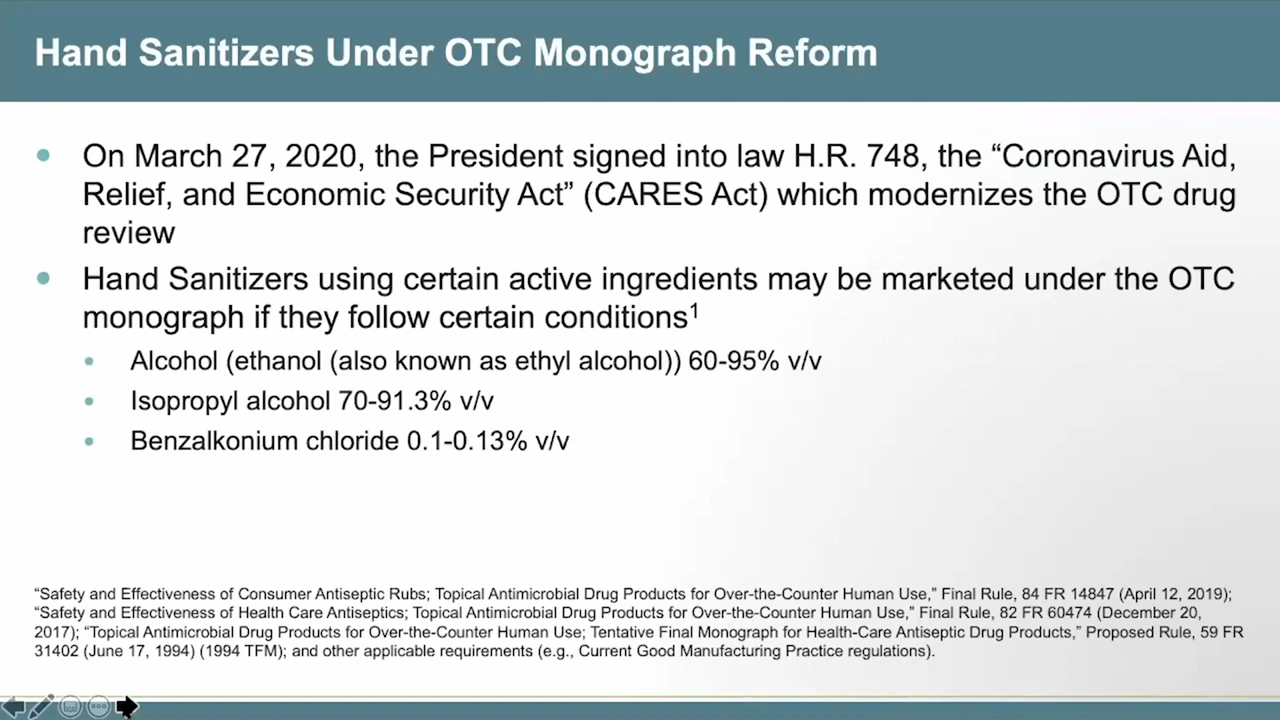 Hand Sanitizers Under OTC Monograph Reform
• On March 27, 2020, the President signed into law H.R. 748, the “Coronavirus Aid,
Relief, and Economic Security Act” (CARES Act) which modernizes the OTC drug
review
• Hand Sanitizers using certain active ingredients may be marketed under the OTC
monograph if they follow certain conditions¹
• Alcohol (ethanol (also known as ethyl alcohol)) 60-95% v/v
• Isopropyl alcohol 70-91.3% v/v
• Benzalkonium chloride 0.1-0.13% v/v
“Safety and Effectiveness of Consumer Antiseptic Rubs; Topical Antimicrobial Drug Products for Over-the-Counter Human Use,” Final Rule, 84 FR 14847 (April 12, 2019);
“Safety and Effectiveness of Health Care Antiseptics; Topical Antimicrobial Drug Products for Over-the-Counter Human Use,” Final Rule, 82 FR 60474 (December 20,
2017); “Topical Antimicrobial Drug Products for Over-the-Counter Human Use; Tentative Final Monograph for Health-Care Antiseptic Drug Products,” Proposed Rule, 59 FR
31402 (June 17, 1994) (1994 TFM); and other applicable requirements (e.g., Current Good Manufacturing Practice regulations).